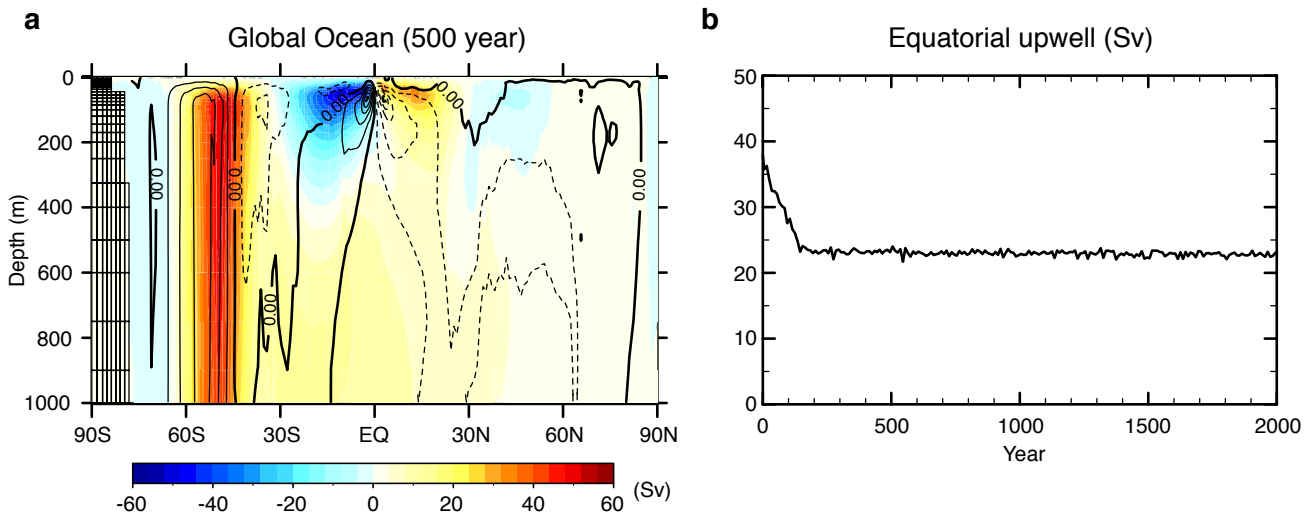 a
Global Ocean (500 year)
0
200
400
600
800
1000
Depth (m)
0.00
0.00
0.00
0.00
0.00
0.00
90S 60S 30S EQ 30N 60N 90N
-60 -40 -20 0 20 40 60
(Sv)
b
Equatorial upwell (Sv)
50
40
30
20
10
0
0 500 1000 1500 2000
Year